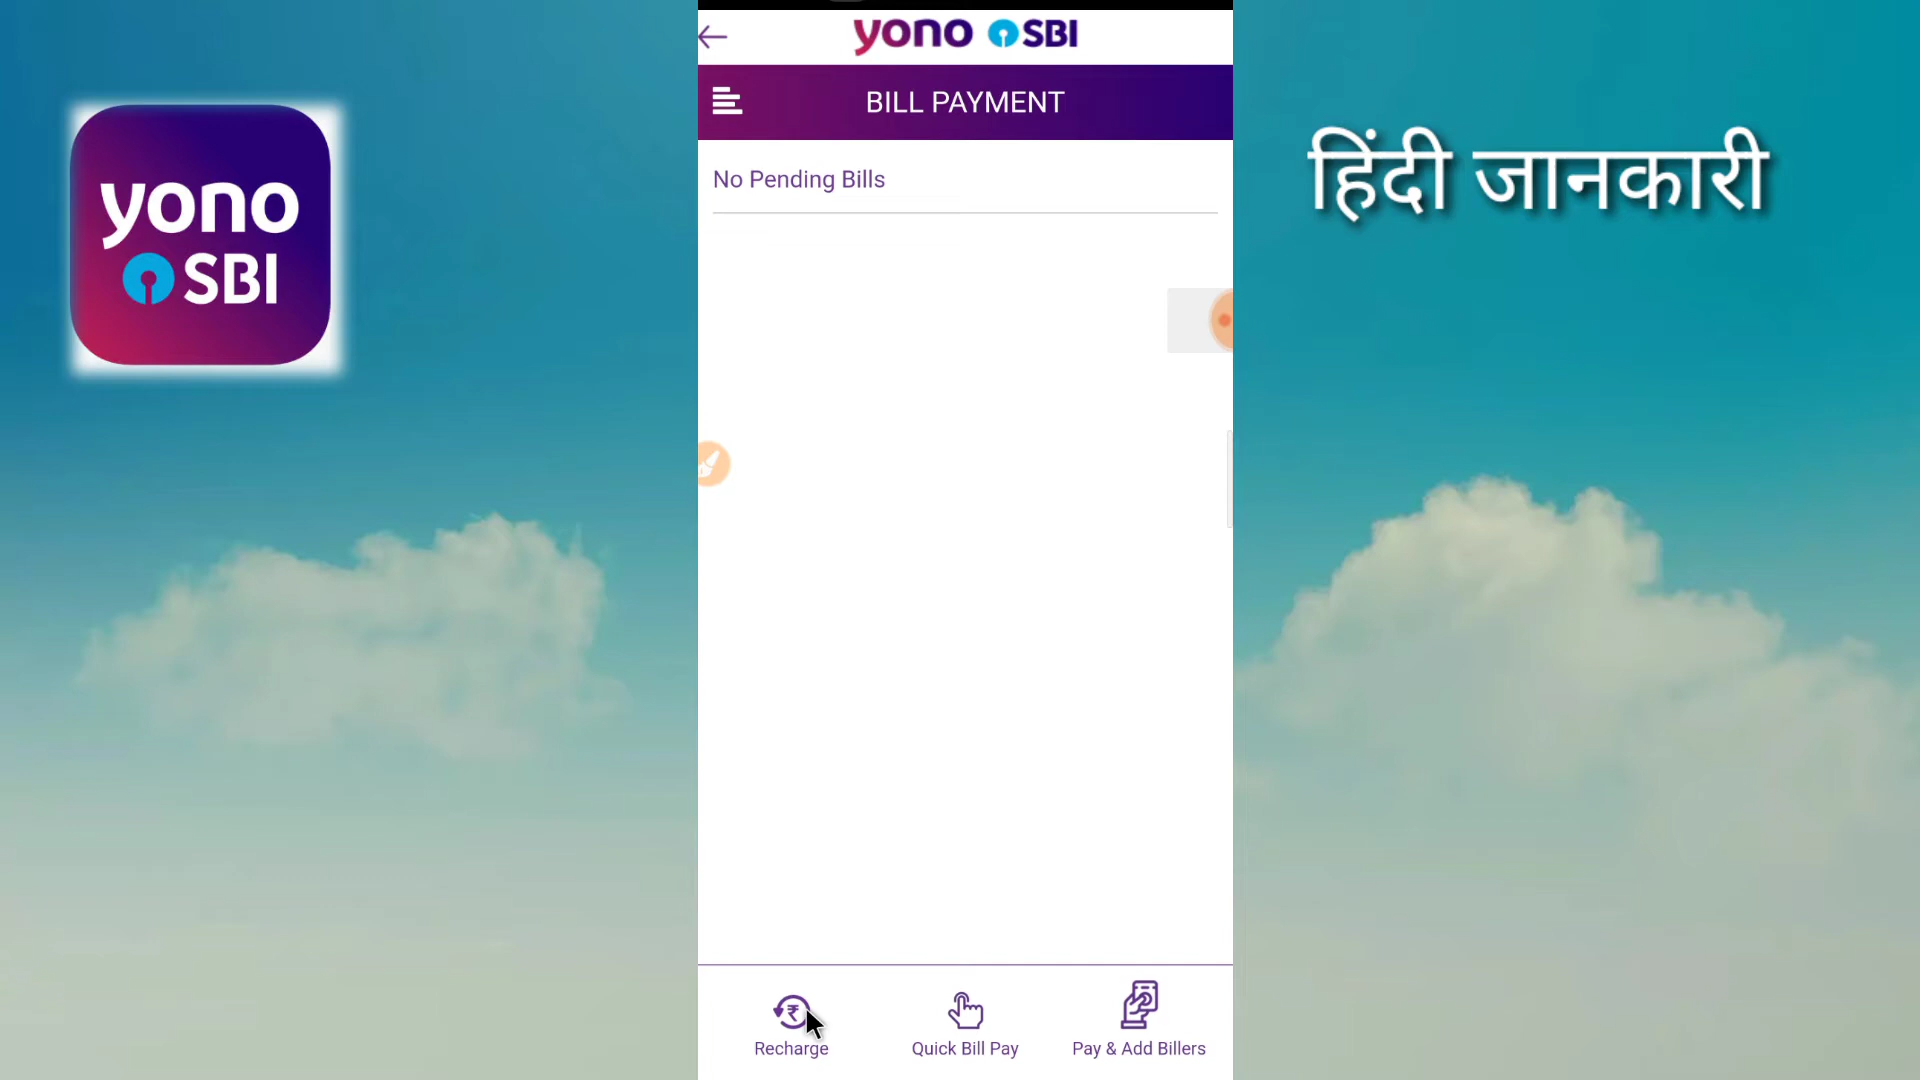 yono SBI
BILL PAYMENT
No Pending Bills
yono
SBI
हिंदी जानकारी
Recharge
Quick Bill Pay
Pay & Add Billers